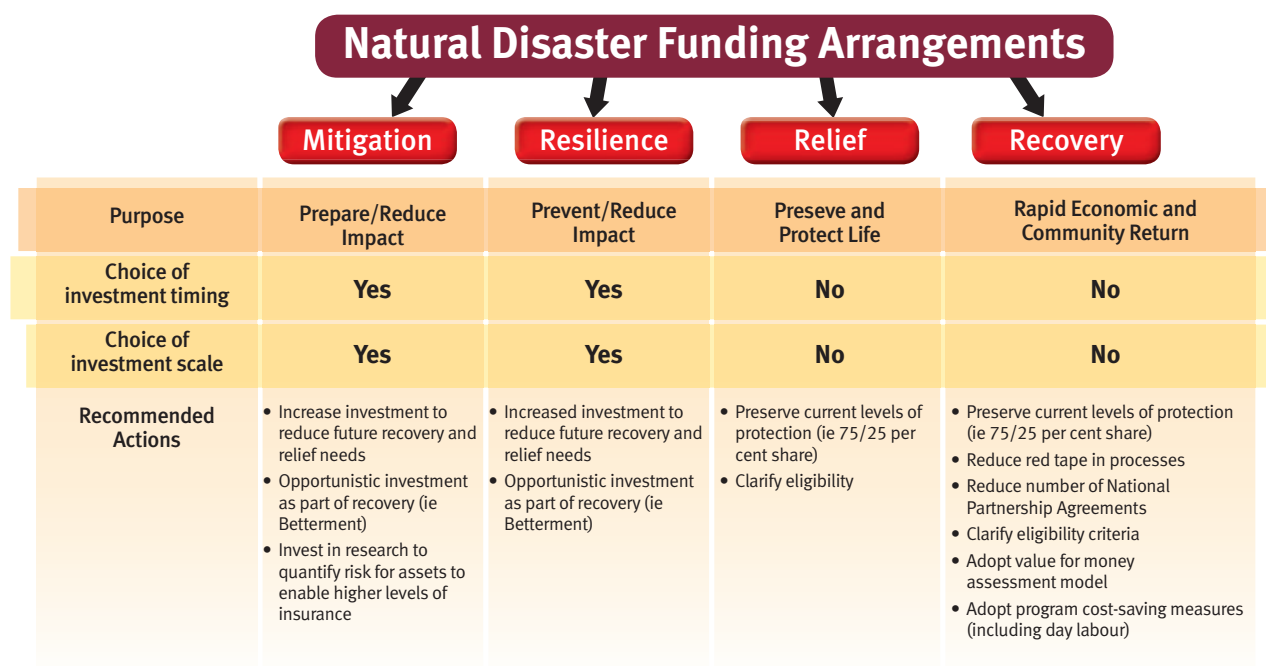 Natural Disaster Funding Arrangements
Mitigation
Resilience
Relief
Recovery
Purpose
Prepare/Reduce
Impact
Prevent/Reduce
Impact
Preseve and
Protect Life
Rapid Economic and
Community Return
Choice of
investment timing
Yes
Yes
No
No
Choice of
investment scale
Yes
Yes
No
No
Recommended
Actions
• Increase investment to
reduce future recovery and
relief needs
• Opportunistic investment
as part of recovery (ie
Betterment)
• Invest in research to
quantify risk for assets to
enable higher levels of
insurance
• Increased investment to
reduce future recovery and
relief needs
• Opportunistic investment
as part of recovery (ie
Betterment)
• Preserve current levels of
protection (ie 75/25 per
cent share)
• Clarify eligibility
• Preserve current levels of protection
(ie 75/25 per cent share)
• Reduce red tape in processes
• Reduce number of National
Partnership Agreements
• Clarify eligibility criteria
• Adopt value for money
assessment model
• Adopt program cost-saving measures
(including day labour)